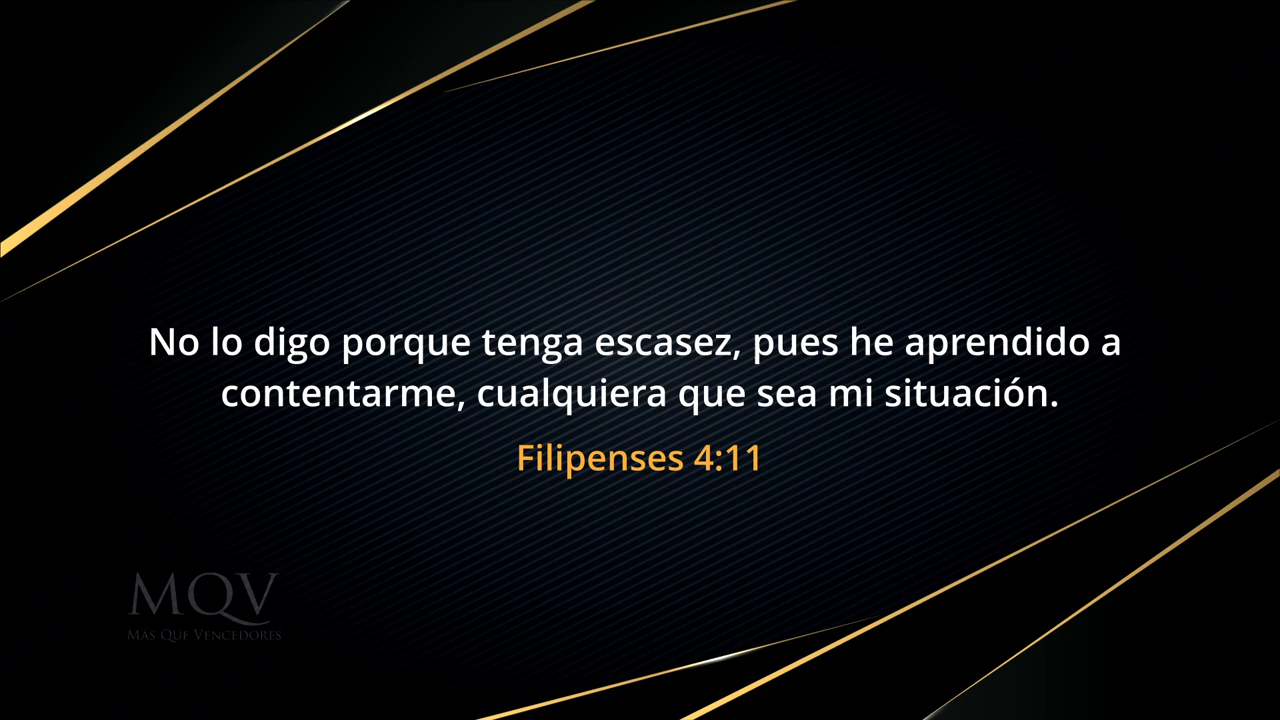 No lo digo porque tenga escasez, pues he aprendido a
contentarme, cualquiera que sea mi situación.
Filipenses 4:11
MQV
Más Que Vencedores